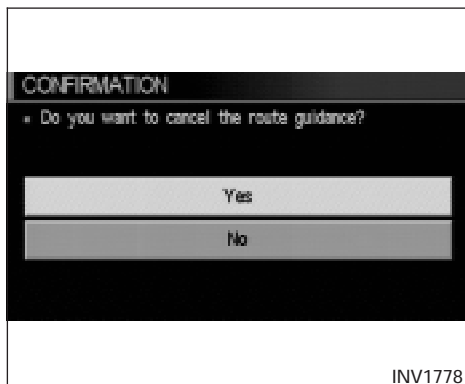 CONFIRMATION
• Do you want to cancel the route guidance?
Yes
No
INV1778